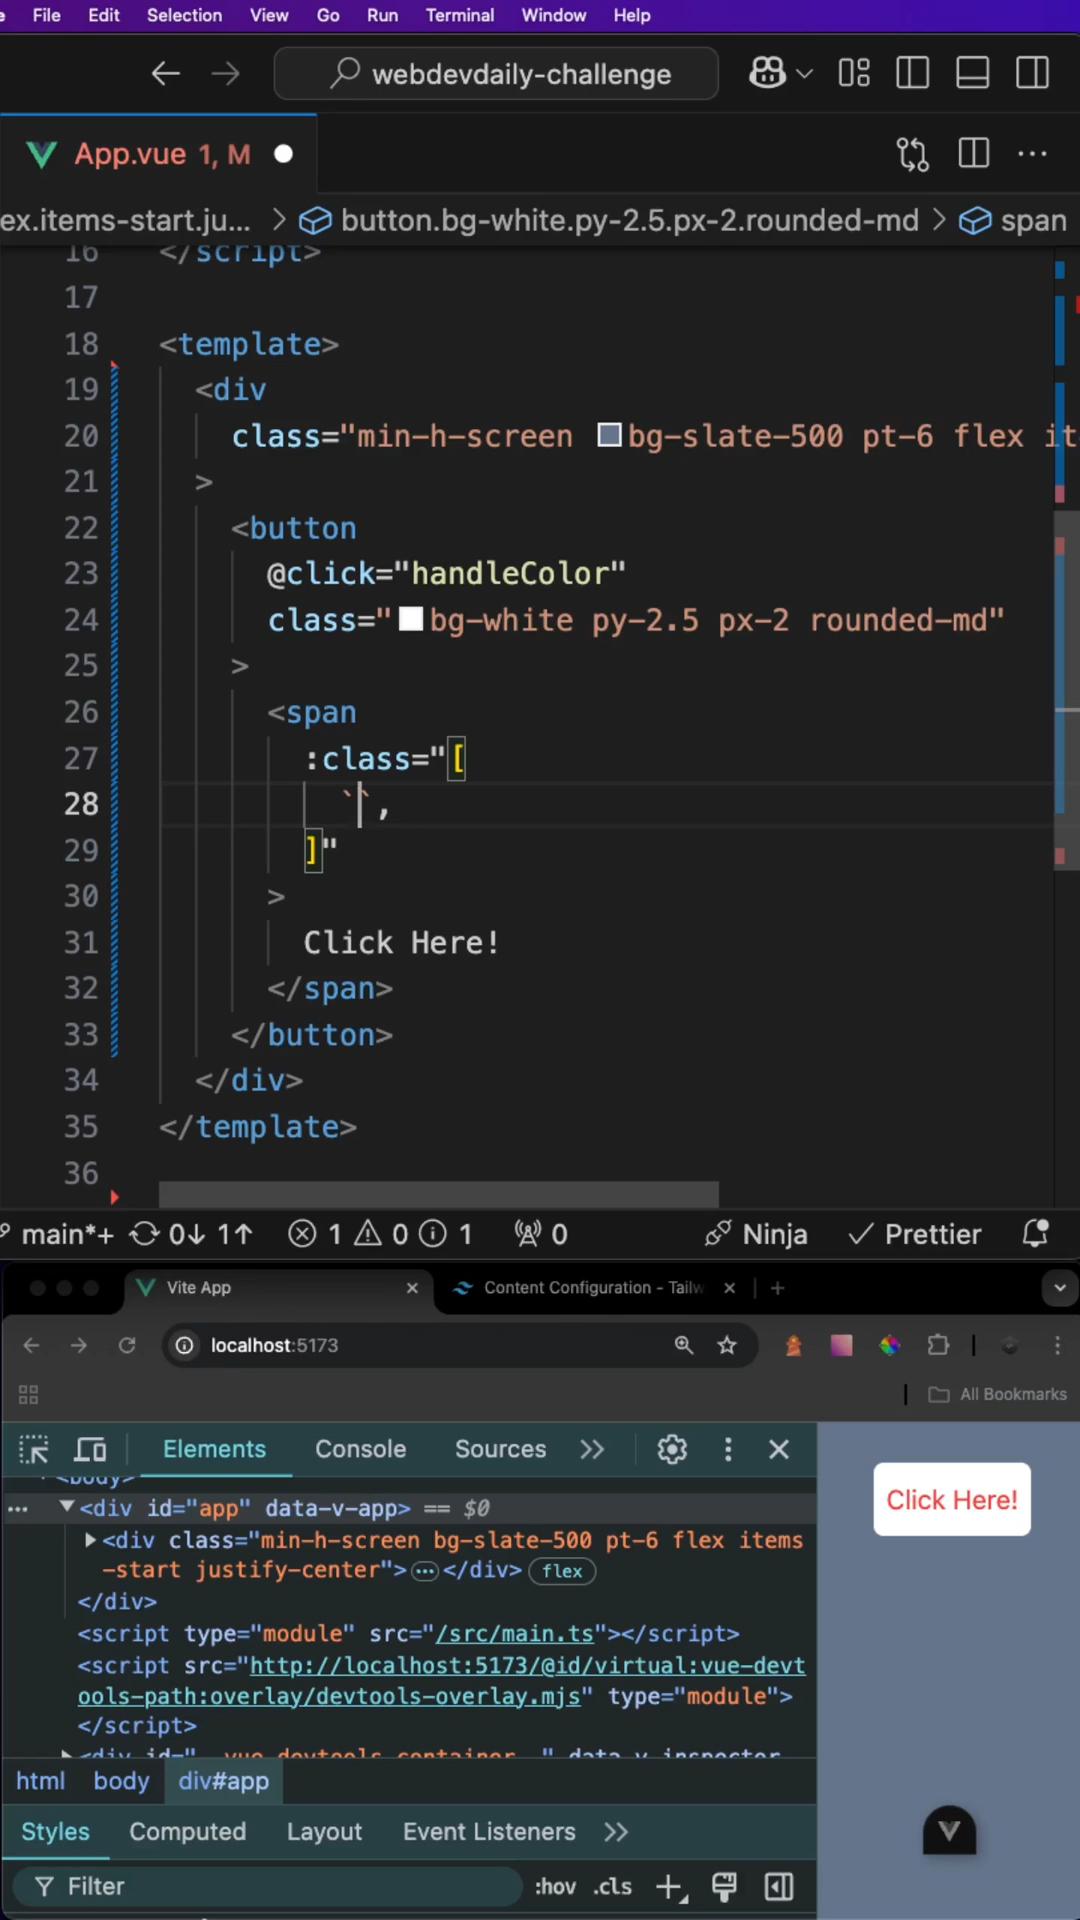 File Edit Selection View Go Run Terminal Window Help
webdevdaily-challenge
App.vue 1, M
ex.items-start.ju... > button.bg-white.py-2.5.px-2.rounded-md > span
16 </script>
17
18 <template>
19 <div
20 class="min-h-screen bg-slate-500 pt-6 flex it
21 >
22 <button
23 @click="handleColor"
24 class="bg-white py-2.5 px-2 rounded-md"
25 >
26 <span
27 :class="[
28 ``,
29 ]"
30 >
31 Click Here!
32 </span>
33 </button>
34 </div>
35 </template>
36
main*+ 0↓ 1↑ 1 0 1 0 Ninja Prettier
Vite App Content Configuration - Tailw
localhost:5173
All Bookmarks
Elements Console Sources
Click Here!
<body>
<div id="app" data-v-app> == $0
<div class="min-h-screen bg-slate-500 pt-6 flex items
-start justify-center"> … </div> flex
</div>
<script type="module" src="/src/main.ts"></script>
<script src="http://localhost:5173/@id/virtual:vue-devt
ools-path:overlay/devtools-overlay.mjs" type="module">
</script>
html body div#app
Styles Computed Layout Event Listeners
Filter :hov .cls